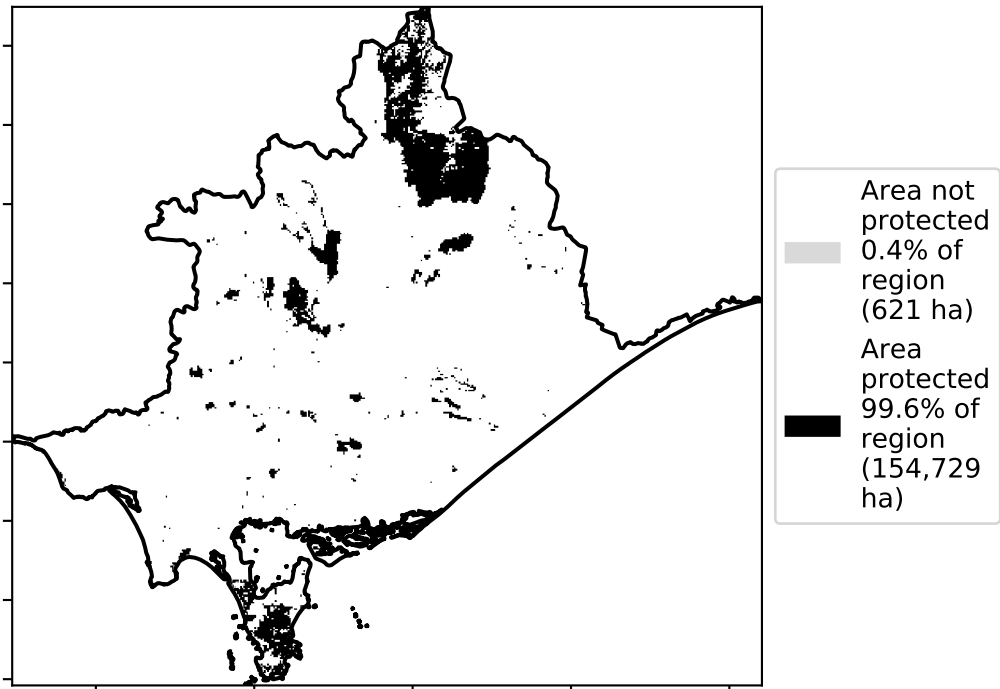 Area not
protected
0.4% of
region
(621 ha)
Area
protected
99.6% of
region
(154,729
ha)